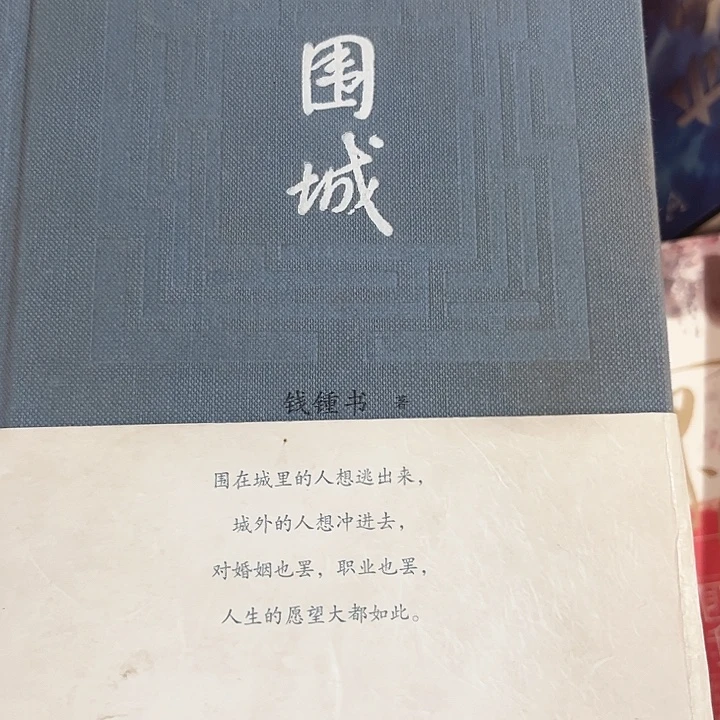 围
城
钱锺书 著
围在城里的人想逃出来，
城外的人想冲进去，
对婚姻也罢，职业也罢，
人生的愿望大都如此。